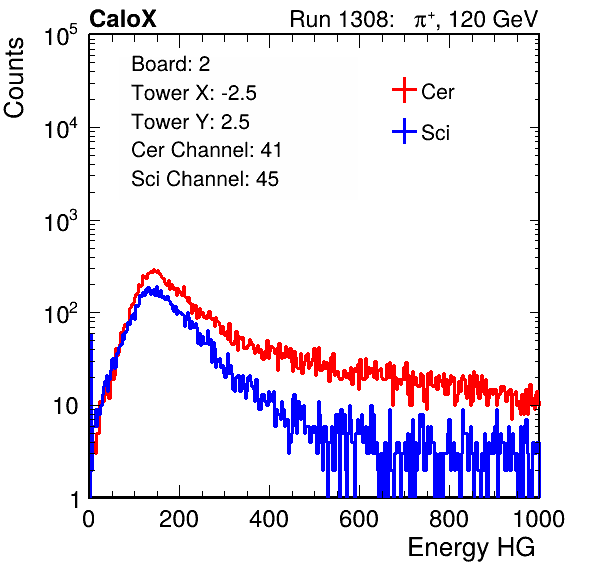 CaloX Run 1308: π⁺, 120 GeV
Counts
Board: 2
Tower X: -2.5
Tower Y: 2.5
Cer Channel: 41
Sci Channel: 45
Cer
Sci
10⁵
10⁴
10³
10²
10
1
0 200 400 600 800 1000
Energy HG